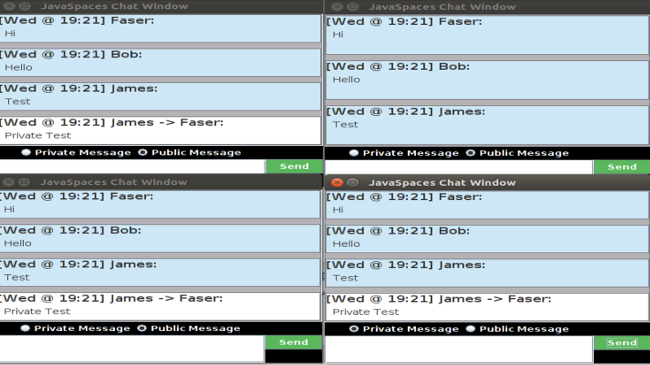 JavaSpaces Chat Window
[Wed @ 19:21] Faser:
Hi
[Wed @ 19:21] Bob:
Hello
[Wed @ 19:21] James:
Test
[Wed @ 19:21] James -> Faser:
Private Test
Private Message Public Message
Send
JavaSpaces Chat Window
[Wed @ 19:21] Faser:
Hi
[Wed @ 19:21] Bob:
Hello
[Wed @ 19:21] James:
Test
Private Message Public Message
Send
JavaSpaces Chat Window
[Wed @ 19:21] Faser:
Hi
[Wed @ 19:21] Bob:
Hello
[Wed @ 19:21] James:
Test
[Wed @ 19:21] James -> Faser:
Private Test
Private Message Public Message
Send
JavaSpaces Chat Window
[Wed @ 19:21] Faser:
Hi
[Wed @ 19:21] Bob:
Hello
[Wed @ 19:21] James:
Test
[Wed @ 19:21] James -> Faser:
Private Test
Private Message Public Message
Send